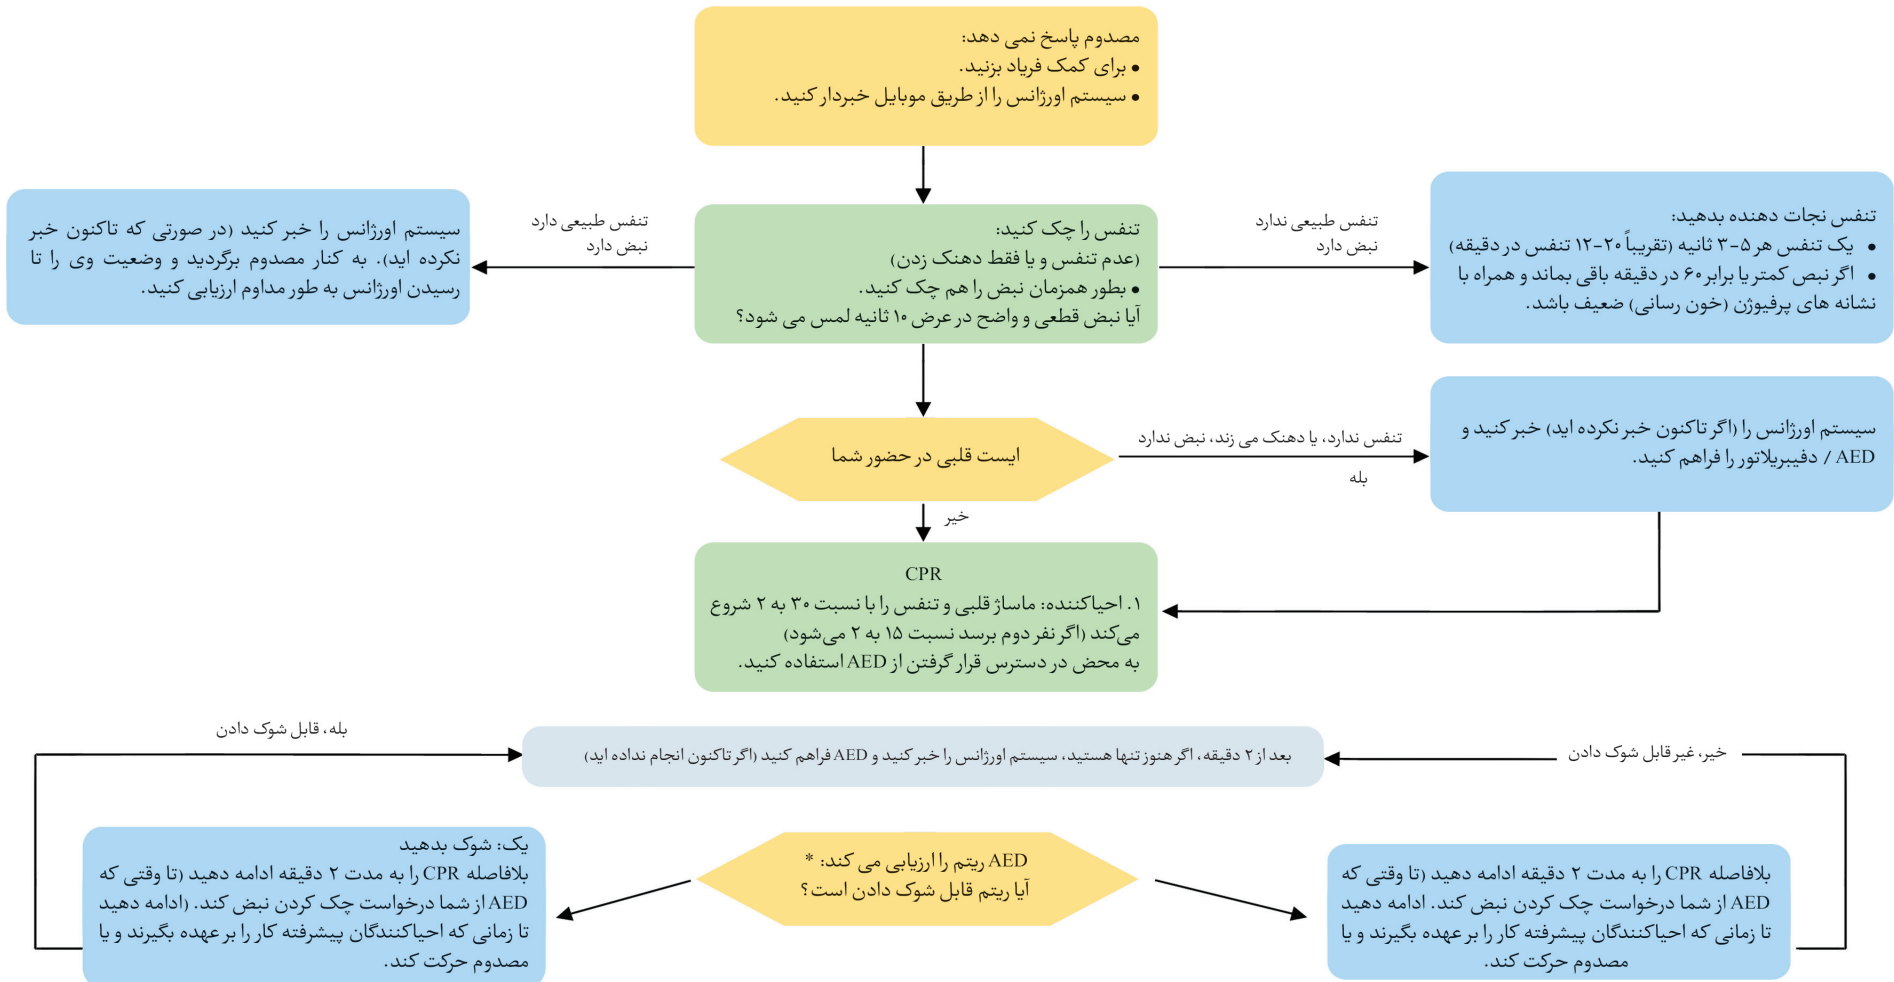 مصدوم پاسخ نمی دهد:
• برای کمک فریاد بزنید.
• سیستم اورژانس را از طریق موبایل خبردار کنید.
تنفس نجات دهنده بدهید:
• یک تنفس هر ۵-۳ ثانیه (تقریباً ۲۰-۱۲ تنفس در دقیقه)
• اگر نبص کمتر یا برابر ۶۰ در دقیقه باقی بماند و همراه با
نشانه های پرفیوژن (خون رسانی) ضعیف باشد.
تنفس طبیعی ندارد
نبض دارد
تنفس را چک کنید:
(عدم تنفس و یا فقط دهنک زدن)
• بطور همزمان نبض را هم چک کنید.
آیا نبض قطعی و واضح در عرض ۱۰ ثانیه لمس می شود؟
تنفس طبیعی دارد
نبض دارد
سیستم اورژانس را خبر کنید (در صورتی که تاکنون خبر
نکرده اید). به کنار مصدوم برگردید و وضعیت وی را تا
رسیدن اورژانس به طور مداوم ارزیابی کنید.
سیستم اورژانس را (اگر تاکنون خبر نکرده اید) خبر کنید و
AED / دفیبریلاتور را فراهم کنید.
تنفس ندارد، یا دهنک می زند، نبض ندارد
بله
ایست قلبی در حضور شما
خیر
CPR
۱. احیاکننده: ماساژ قلبی و تنفس را با نسبت ۳۰ به ۲ شروع
می‌کند (اگر نفر دوم برسد نسبت ۱۵ به ۲ می‌شود)
به محض در دسترس قرار گرفتن از AED استفاده کنید.
خیر، غیر قابل شوک دادن
بعد از ۲ دقیقه، اگر هنوز تنها هستید، سیستم اورژانس را خبر کنید و AED فراهم کنید (اگر تاکنون انجام نداده اید)
بله، قابل شوک دادن
بلافاصله CPR را به مدت ۲ دقیقه ادامه دهید (تا وقتی که
AED از شما درخواست چک کردن نبض کند. ادامه دهید
تا زمانی که احیاکنندگان پیشرفته کار را بر عهده بگیرند و یا
مصدوم حرکت کند.
AED ریتم را ارزیابی می کند: *
آیا ریتم قابل شوک دادن است؟
یک: شوک بدهید
بلافاصله CPR را به مدت ۲ دقیقه ادامه دهید (تا وقتی که
AED از شما درخواست چک کردن نبض کند. (ادامه دهید
تا زمانی که احیاکنندگان پیشرفته کار را بر عهده بگیرند و یا
مصدوم حرکت کند.